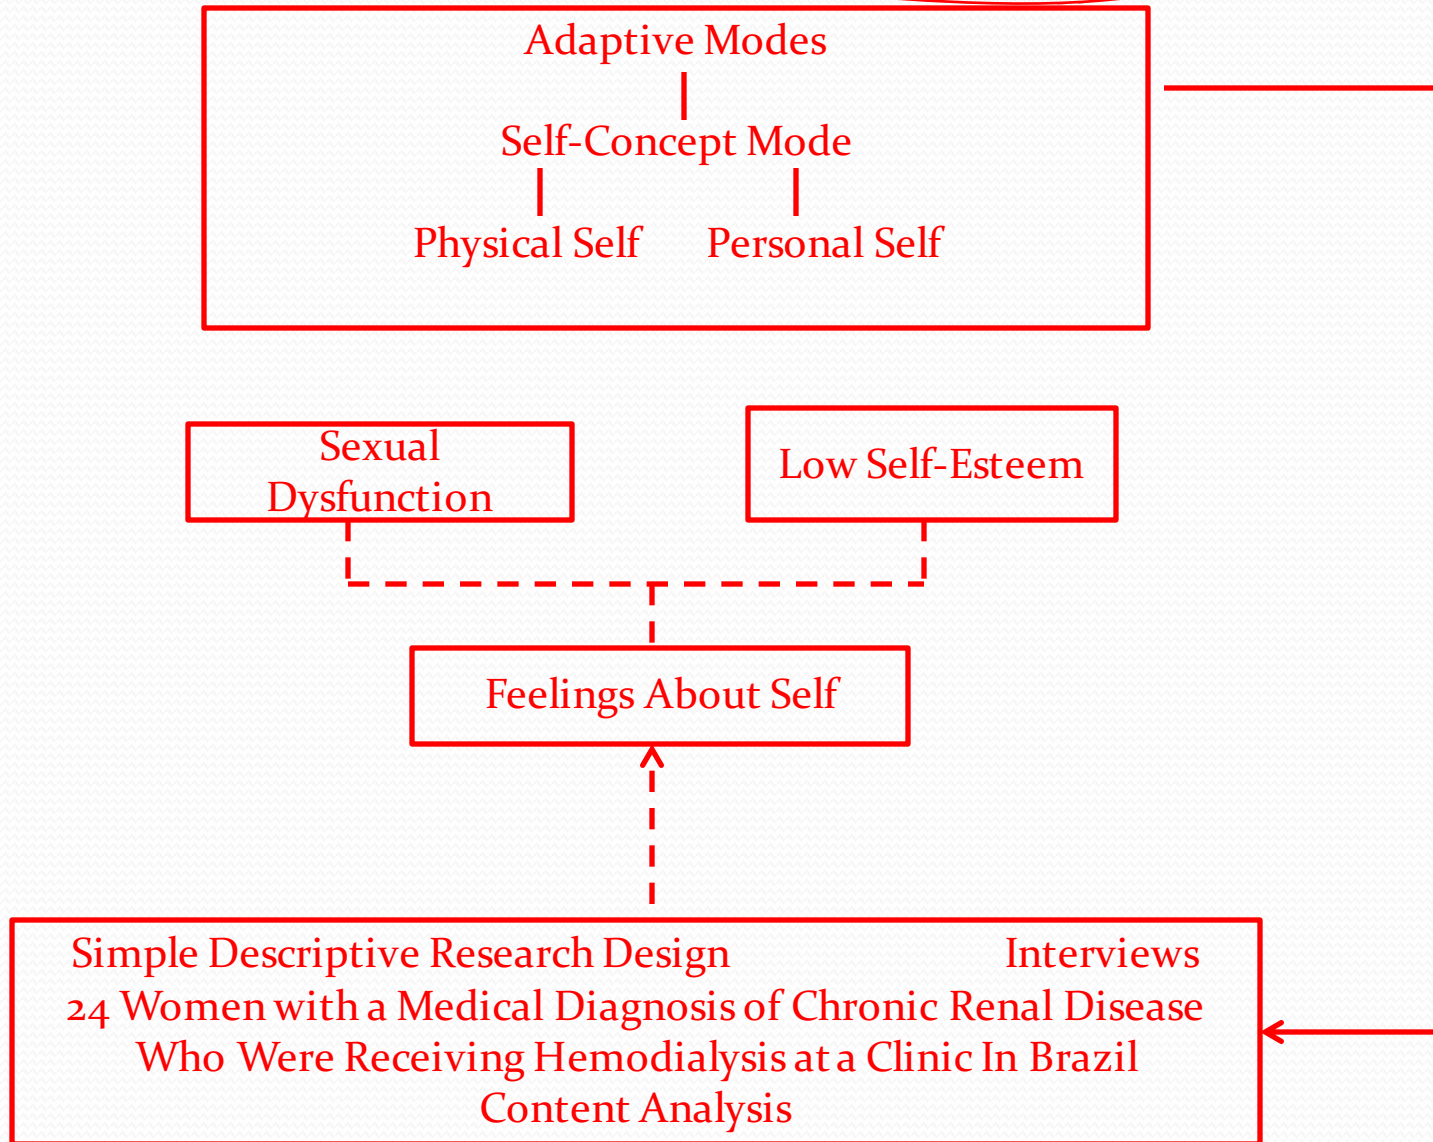 Adaptive Modes
Self-Concept Mode
Physical Self Personal Self
Sexual
Dysfunction
Low Self-Esteem
Feelings About Self
Simple Descriptive Research Design Interviews
24 Women with a Medical Diagnosis of Chronic Renal Disease
Who Were Receiving Hemodialysis at a Clinic In Brazil
Content Analysis